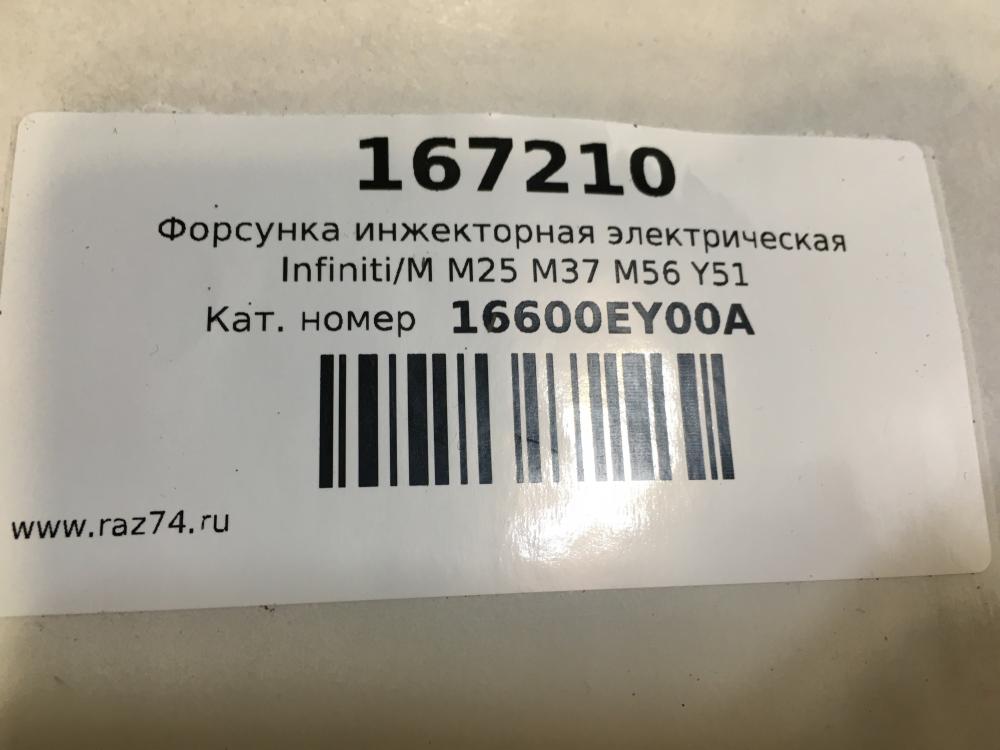 167210
Форсунка инжекторная электрическая
Infiniti/M M25 M37 M56 Y51
Кат. номер 16600EY00A
www.raz74.ru